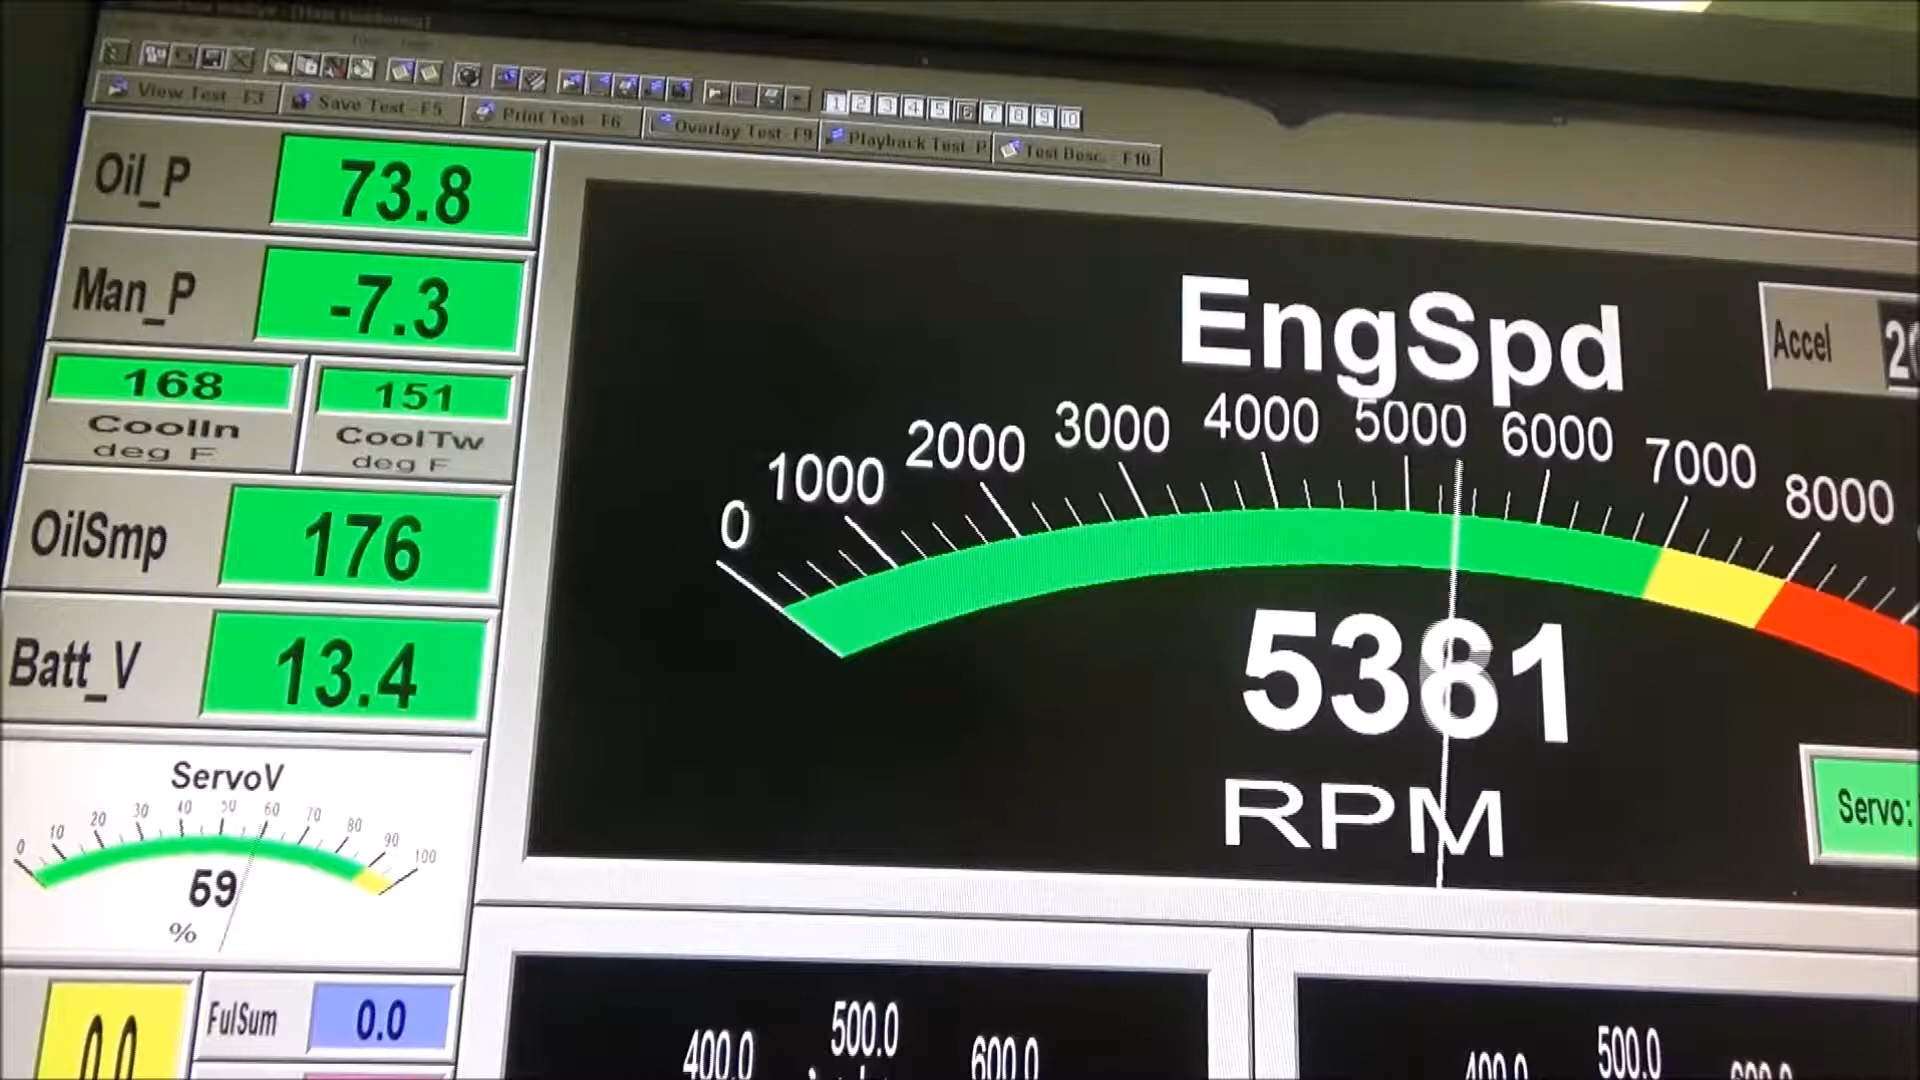 View Test - F3
Save Test - F5
Print Test - F6
Overlay Test - F9
Playback Test - P
Test Desc. - F10
1 2 3 4 5 6 7 8 9 10
Oil_P 73.8
Man_P -7.3
168 CoolIn deg F
151 CoolTw deg F
OilSmp 176
Batt_V 13.4
ServoV
0 10 20 30 40 50 60 70 80 90 100
59
%
FulSum 0.0
0.0
EngSpd
Accel
0 1000 2000 3000 4000 5000 6000 7000 8000
5381
RPM
Servo:
400.0 500.0 600.0
400.0 500.0 600.0